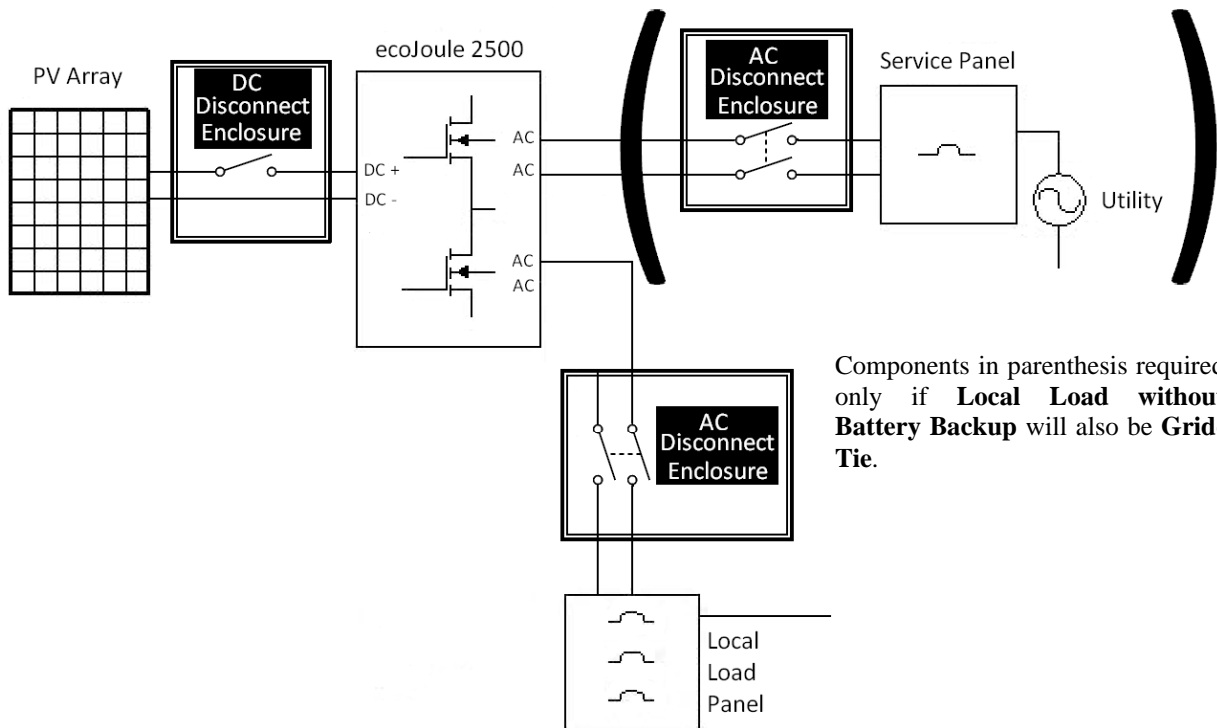 ecoJoule 2500
PV Array
DC
Disconnect
Enclosure
AC
Disconnect
Enclosure
Service Panel
DC +
DC -
AC
AC
AC
AC
Utility
Components in parenthesis required
only if Local Load without
Battery Backup will also be Grid
Tie.
AC
Disconnect
Enclosure
Local
Load
Panel